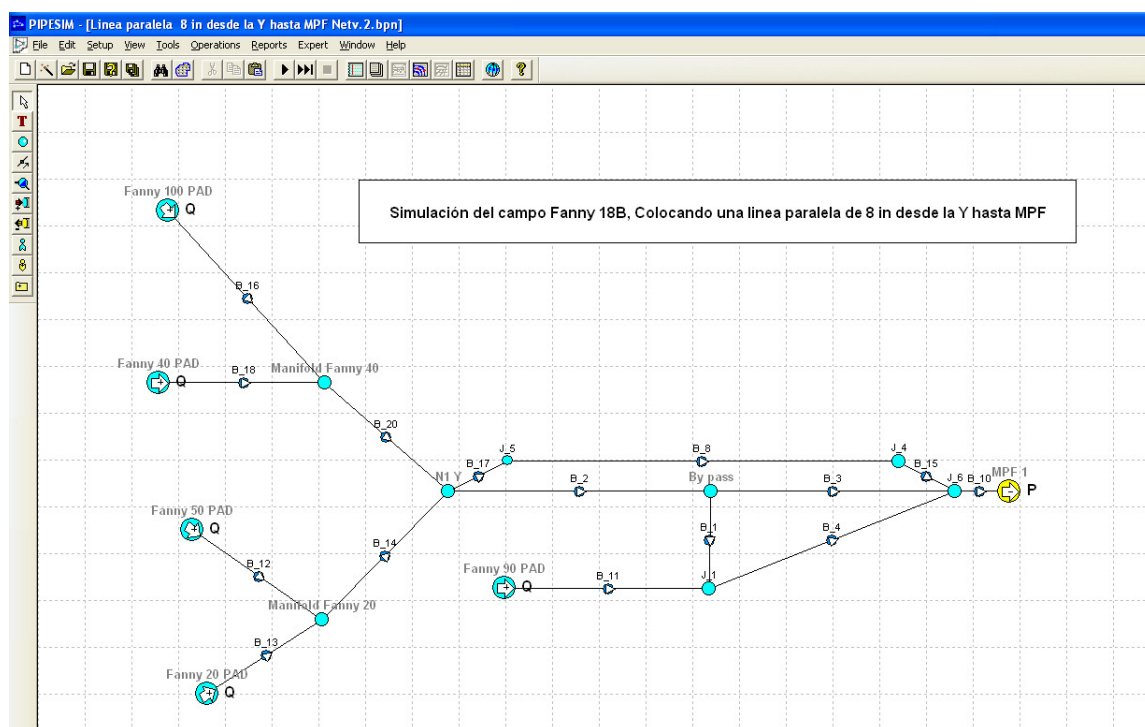 PIPESIM - [Linea paralela 8 in desde la Y hasta MPF Netv.2.bpn]
File Edit Setup View Tools Operations Reports Expert Window Help
T
Fanny 100 PAD
Q
Simulación del campo Fanny 18B, Colocando una linea paralela de 8 in desde la Y hasta MPF
B_16
Fanny 40 PAD
Q
B_18
Manifold Fanny 40
B_20
J_5
B_8
J_4
B_17
B_15
N1 Y
B_2
By pass
B_3
J_6
B_10
MPF 1
P
Fanny 50 PAD
Q
B_14
B_1
B_4
B_12
Fanny 90 PAD
Q
B_11
J_1
Manifold Fanny 20
B_13
Fanny 20 PAD
Q